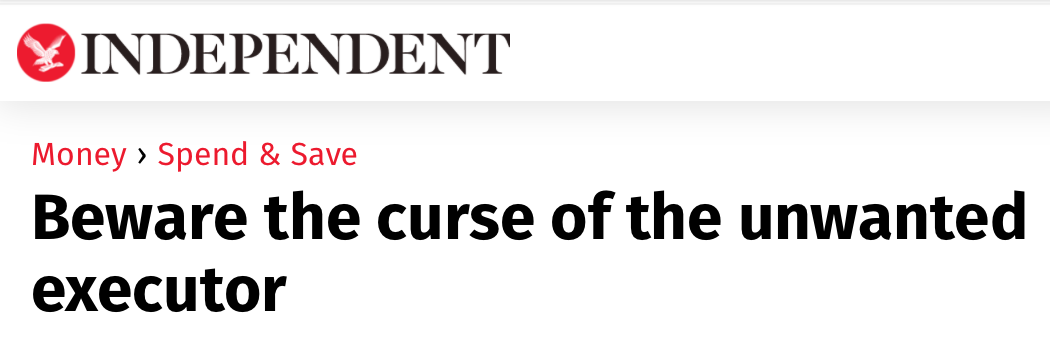 INDEPENDENT
Money › Spend & Save
Beware the curse of the unwanted
executor